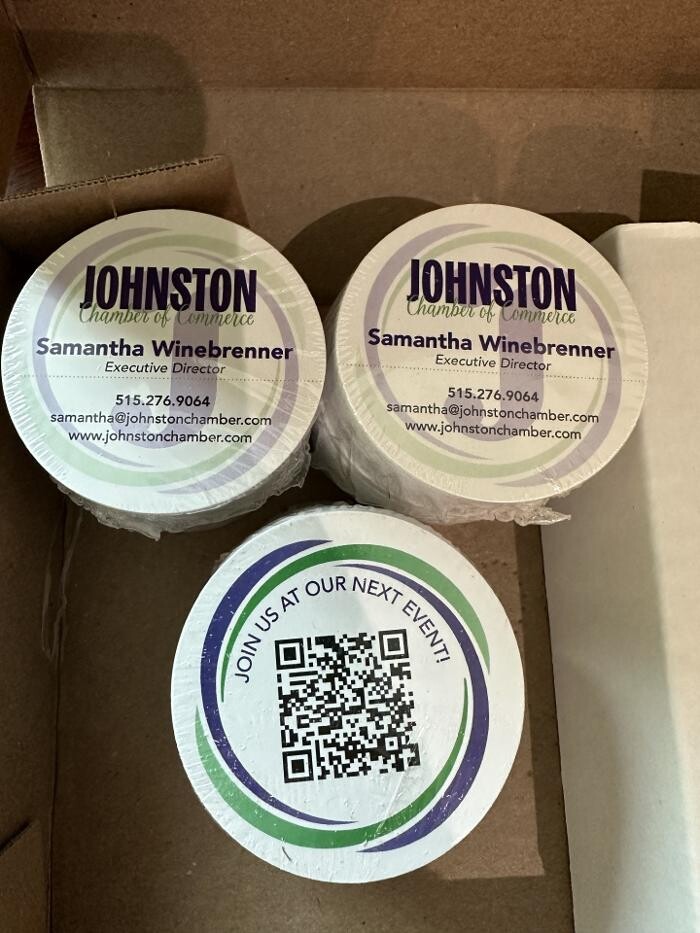 JOHNSTON
Chamber of Commerce
Samantha Winebrenner
Executive Director
515.276.9064
samantha@johnstonchamber.com
www.johnstonchamber.com
JOHNSTON
Chamber of Commerce
Samantha Winebrenner
Executive Director
515.276.9064
samantha@johnstonchamber.com
www.johnstonchamber.com
JOIN US AT OUR NEXT EVENT!